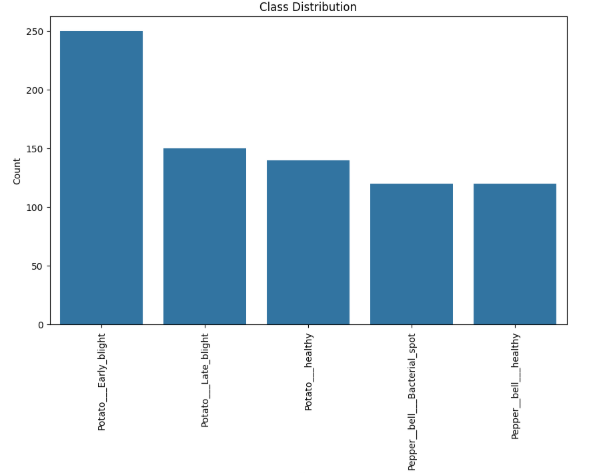 Class Distribution
Count
250
200
150
100
50
0
Potato___Early_blight
Potato___Late_blight
Potato___healthy
Pepper__bell___Bacterial_spot
Pepper__bell___healthy